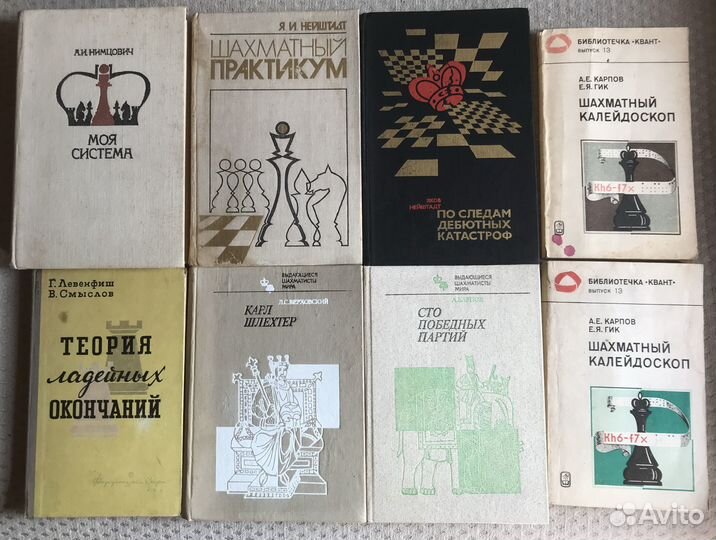 А.И. НИМЦОВИЧ
МОЯ
СИСТЕМА
Я.И НЕЙШТАДТ
ШАХМАТНЫЙ
ПРАКТИКУМ
ЯКОВ
НЕЙШТАДТ
ПО СЛЕДАМ
ДЕБЮТНЫХ
КАТАСТРОФ
БИБЛИОТЕЧКА «КВАНТ»
ВЫПУСК 13
А.Е. КАРПОВ
Е.Я. ГИК
ШАХМАТНЫЙ
КАЛЕЙДОСКОП
Kh6-f7x
Г. Левенфиш
В. Смыслов
ТЕОРИЯ
ладейных
ОКОНЧАНИЙ
ВЫДАЮЩИЕСЯ
ШАХМАТИСТЫ
МИРА
Л.С. ВЕРХОВСКИЙ
КАРЛ
ШЛЕХТЕР
ВЫДАЮЩИЕСЯ
ШАХМАТИСТЫ
МИРА
А. КАРПОВ
СТО
ПОБЕДНЫХ
ПАРТИЙ
БИБЛИОТЕЧКА «КВАНТ»
ВЫПУСК 13
А.Е. КАРПОВ
Е.Я. ГИК
ШАХМАТНЫЙ
КАЛЕЙДОСКОП
Kh6-f7x
Avito